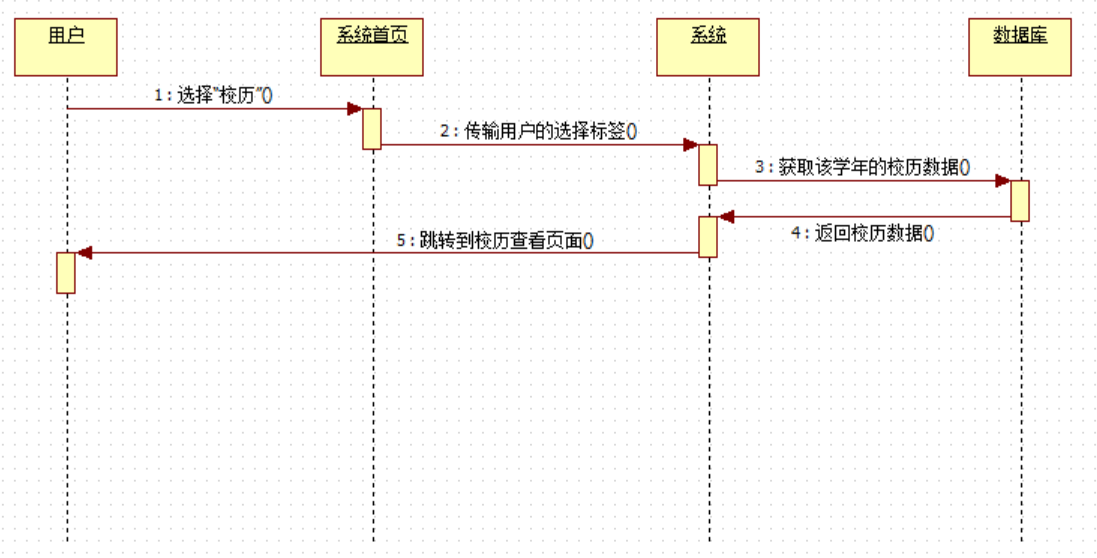 用户
系统首页
系统
数据库
1：选择“校历”()
2：传输用户的选择标签()
3：获取该学年的校历数据()
4：返回校历数据()
5：跳转到校历查看页面()